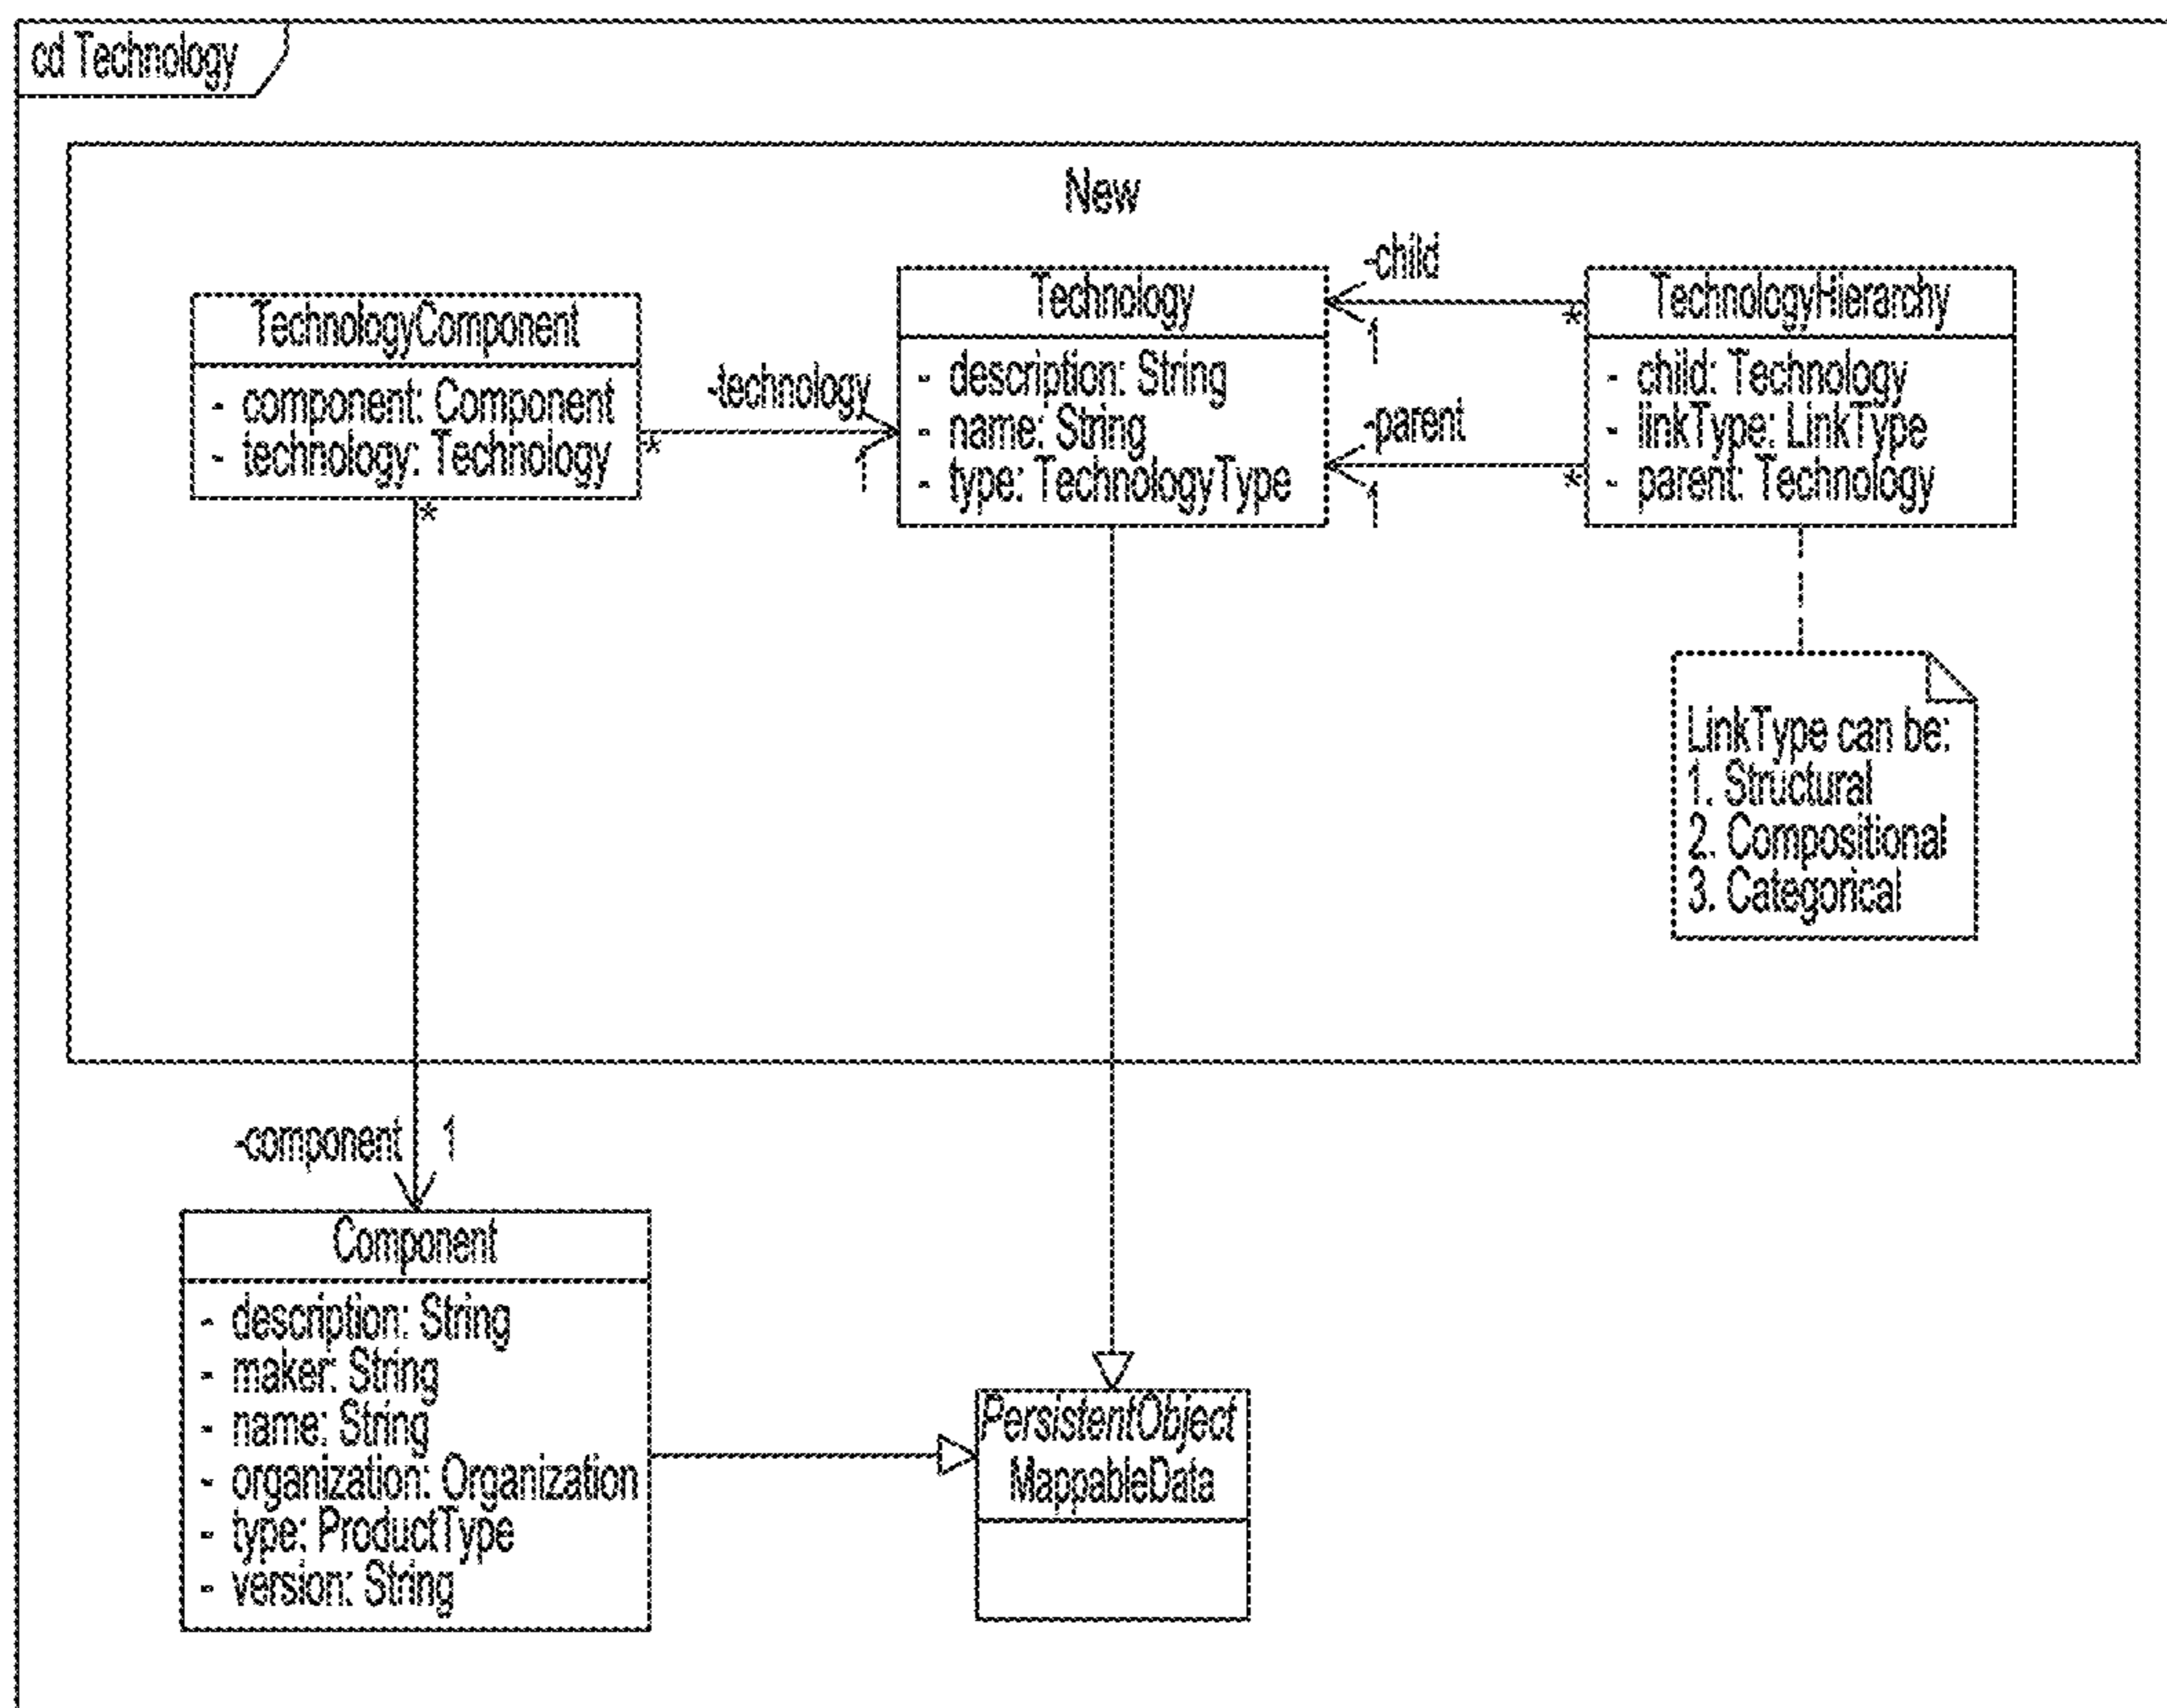 cd Technology
New
TechnologyComponent
- component: Component
- technology: Technology
*
-technology
1
*
Technology
- description: String
- name: String
- type: TechnologyType
-child
1
*
-parent
1
*
TechnologyHierarchy
- child: Technology
- linkType: LinkType
- parent: Technology
LinkType can be:
1. Structural
2. Compositional
3. Categorical
-component 1
Component
- description: String
- maker: String
- name: String
- organization: Organization
- type: ProductType
- version: String
PersistentObject
MappableData